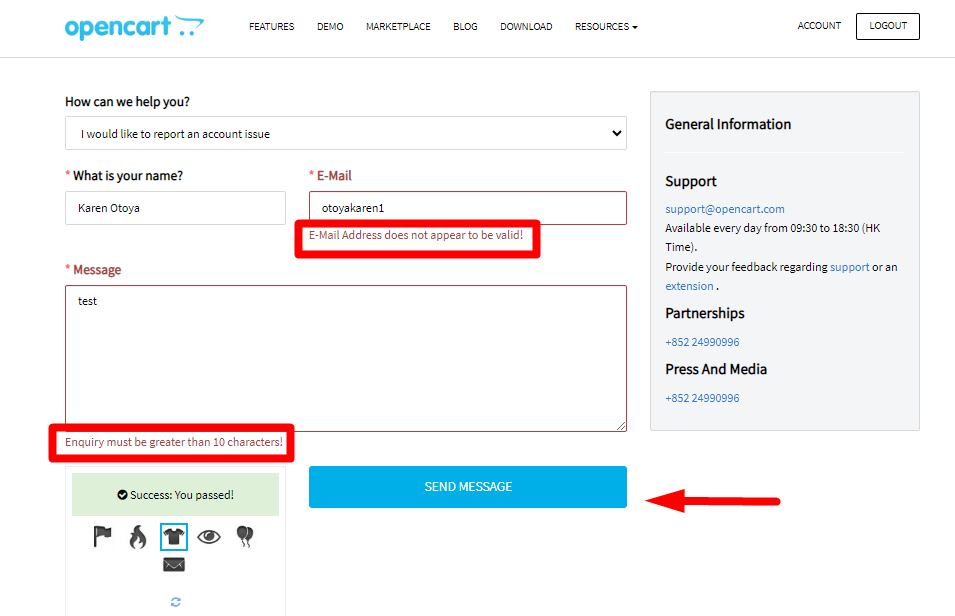 opencart
FEATURES DEMO MARKETPLACE BLOG DOWNLOAD RESOURCES
ACCOUNT LOGOUT
How can we help you?
I would like to report an account issue
* What is your name?
Karen Otoya
* E-Mail
otoyakaren1
E-Mail Address does not appear to be valid!
* Message
test
Enquiry must be greater than 10 characters!
Success: You passed!
SEND MESSAGE
General Information
Support
support@opencart.com
Available every day from 09:30 to 18:30 (HK
Time).
Provide your feedback regarding support or an
extension .
Partnerships
+852 24990996
Press And Media
+852 24990996